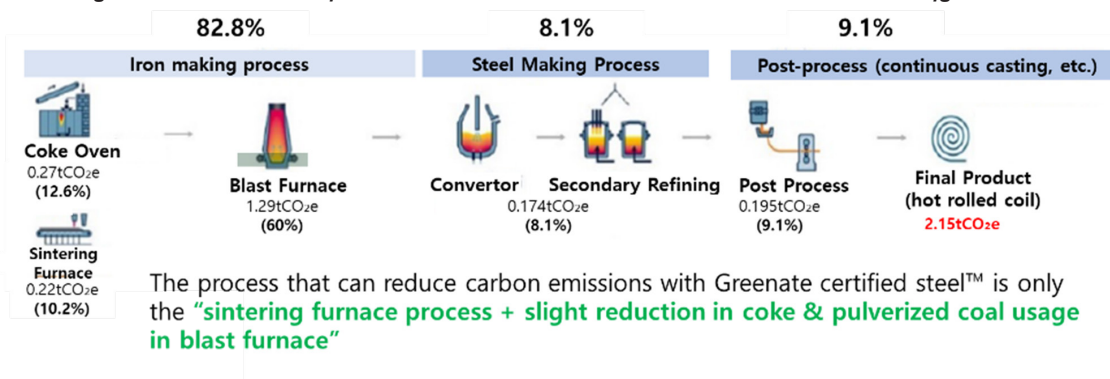 82.8%
8.1%
9.1%
Iron making process
Steel Making Process
Post-process (continuous casting, etc.)
Coke Oven
0.27tCO₂e
(12.6%)
Blast Furnace
1.29tCO₂e
(60%)
Convertor
Secondary Refining
0.174tCO₂e
(8.1%)
Post Process
0.195tCO₂e
(9.1%)
Final Product
(hot rolled coil)
2.15tCO₂e
Sintering
Furnace
0.22tCO₂e
(10.2%)
The process that can reduce carbon emissions with Greenate certified steel™ is only
the “sintering furnace process + slight reduction in coke & pulverized coal usage
in blast furnace”